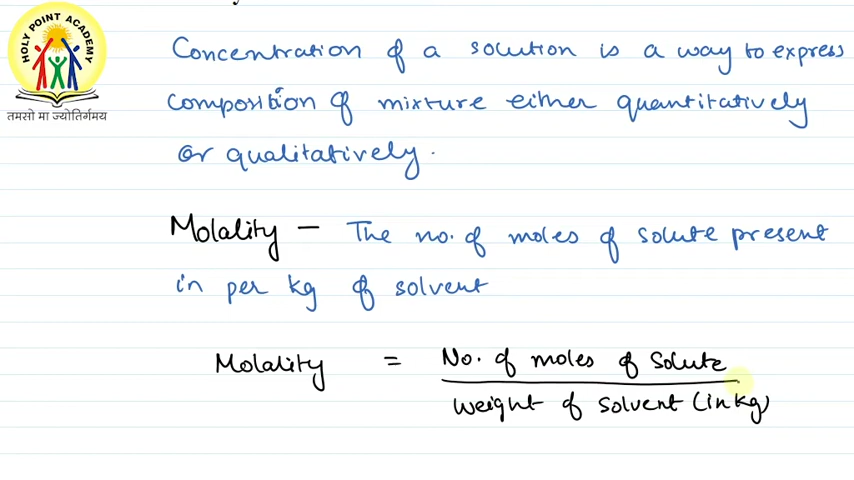 HOLY POINT ACADEMY
तमसो मा ज्योतिर्गमय
Concentration of a solution is a way to express
composition of mixture either quantitatively
or qualitatively.
Molality - The no. of moles of solute present
in per kg of solvent
Molality = No. of moles of solute
weight of solvent (in kg)